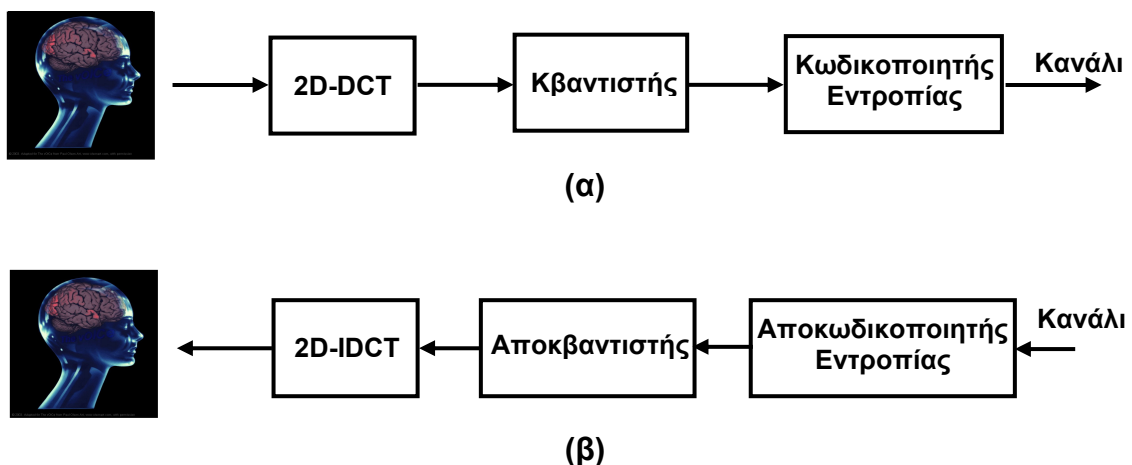 2D-DCT
Κβαντιστής
Κωδικοποιητής
Εντροπίας
Κανάλι
(α)
2D-IDCT
Αποκβαντιστής
Αποκωδικοποιητής
Εντροπίας
Κανάλι
(β)